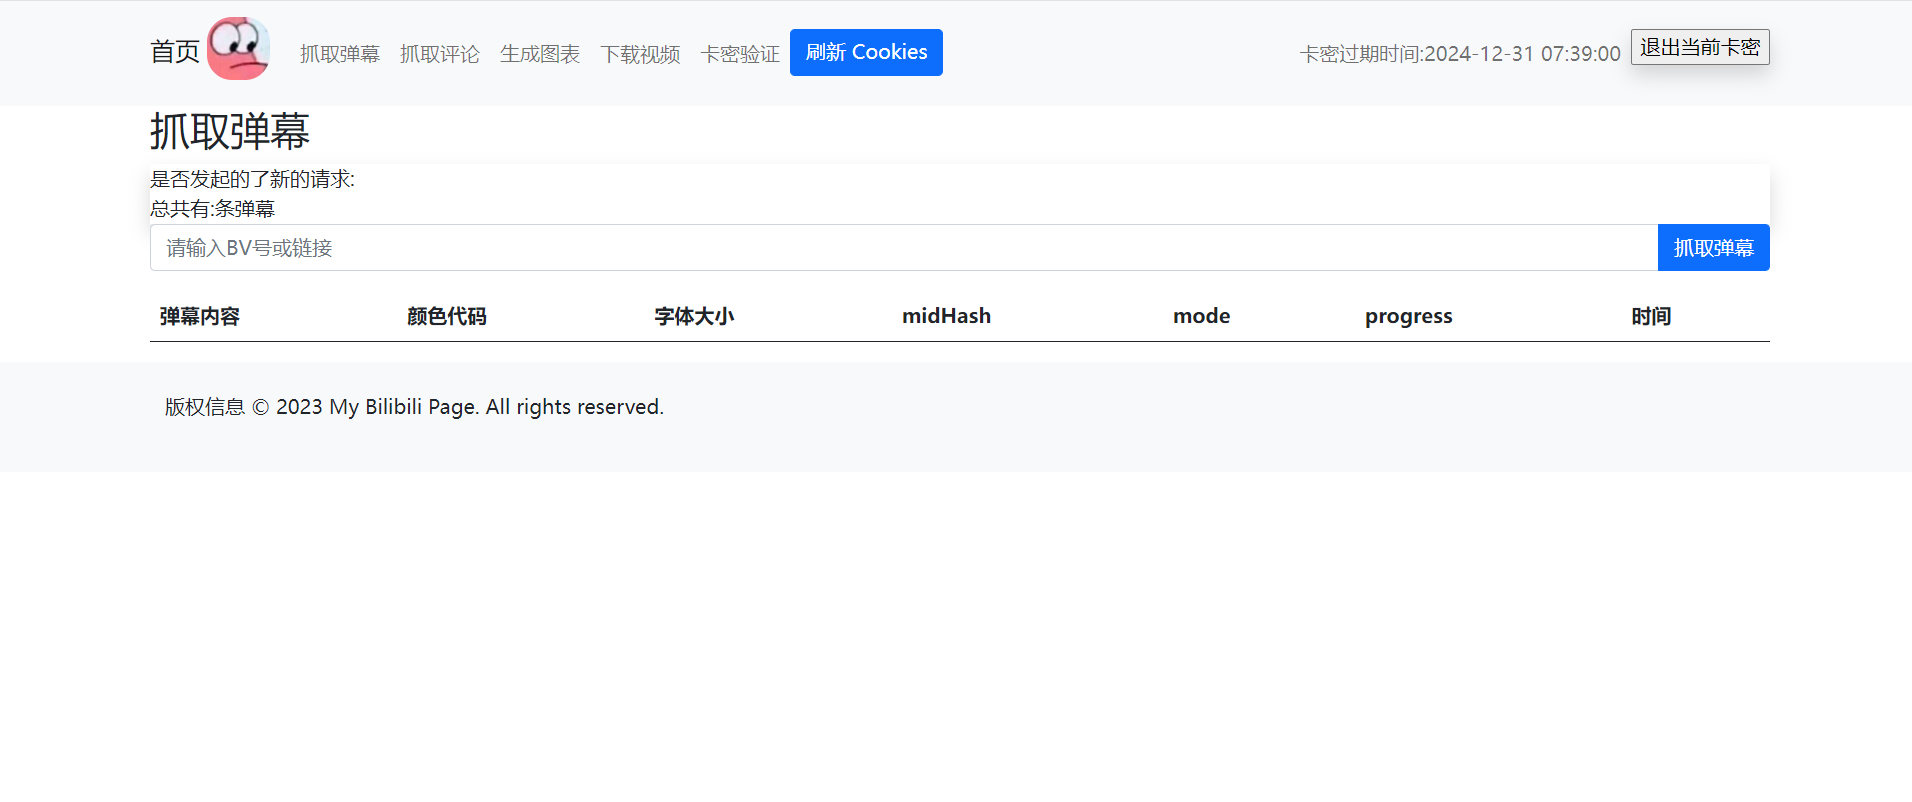 首页 抓取弹幕 抓取评论 生成图表 下载视频 卡密验证 刷新 Cookies 卡密过期时间:2024-12-31 07:39:00 退出当前卡密
抓取弹幕
是否发起的了新的请求:
总共有:条弹幕
请输入BV号或链接 抓取弹幕
弹幕内容 颜色代码 字体大小 midHash mode progress 时间
版权信息 © 2023 My Bilibili Page. All rights reserved.